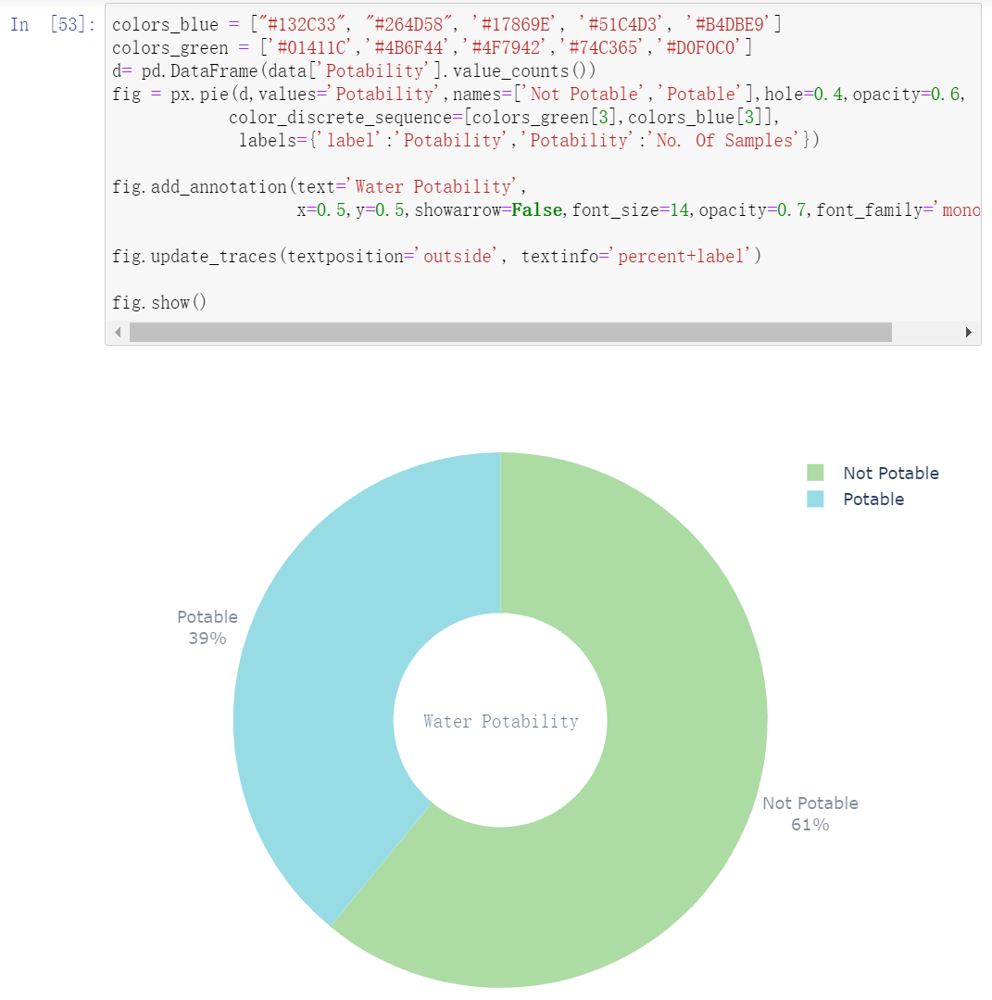 In [53]:
colors_blue = ["#132C33", "#264D58", '#17869E', '#51C4D3', '#B4DBE9']
colors_green = ['#01411C','#4B6F44','#4F7942','#74C365','#D0F0C0']
d= pd.DataFrame(data['Potability'].value_counts())
fig = px.pie(d,values='Potability',names=['Not Potable','Potable'],hole=0.4,opacity=0.6,
            color_discrete_sequence=[colors_green[3],colors_blue[3]],
             labels={'label':'Potability','Potability':'No. Of Samples'})
fig.add_annotation(text='Water Potability',
                   x=0.5,y=0.5,showarrow=False,font_size=14,opacity=0.7,font_family='mono
fig.update_traces(textposition='outside', textinfo='percent+label')
fig.show()
Not Potable
Potable
Potable
39%
Water Potability
Not Potable
61%